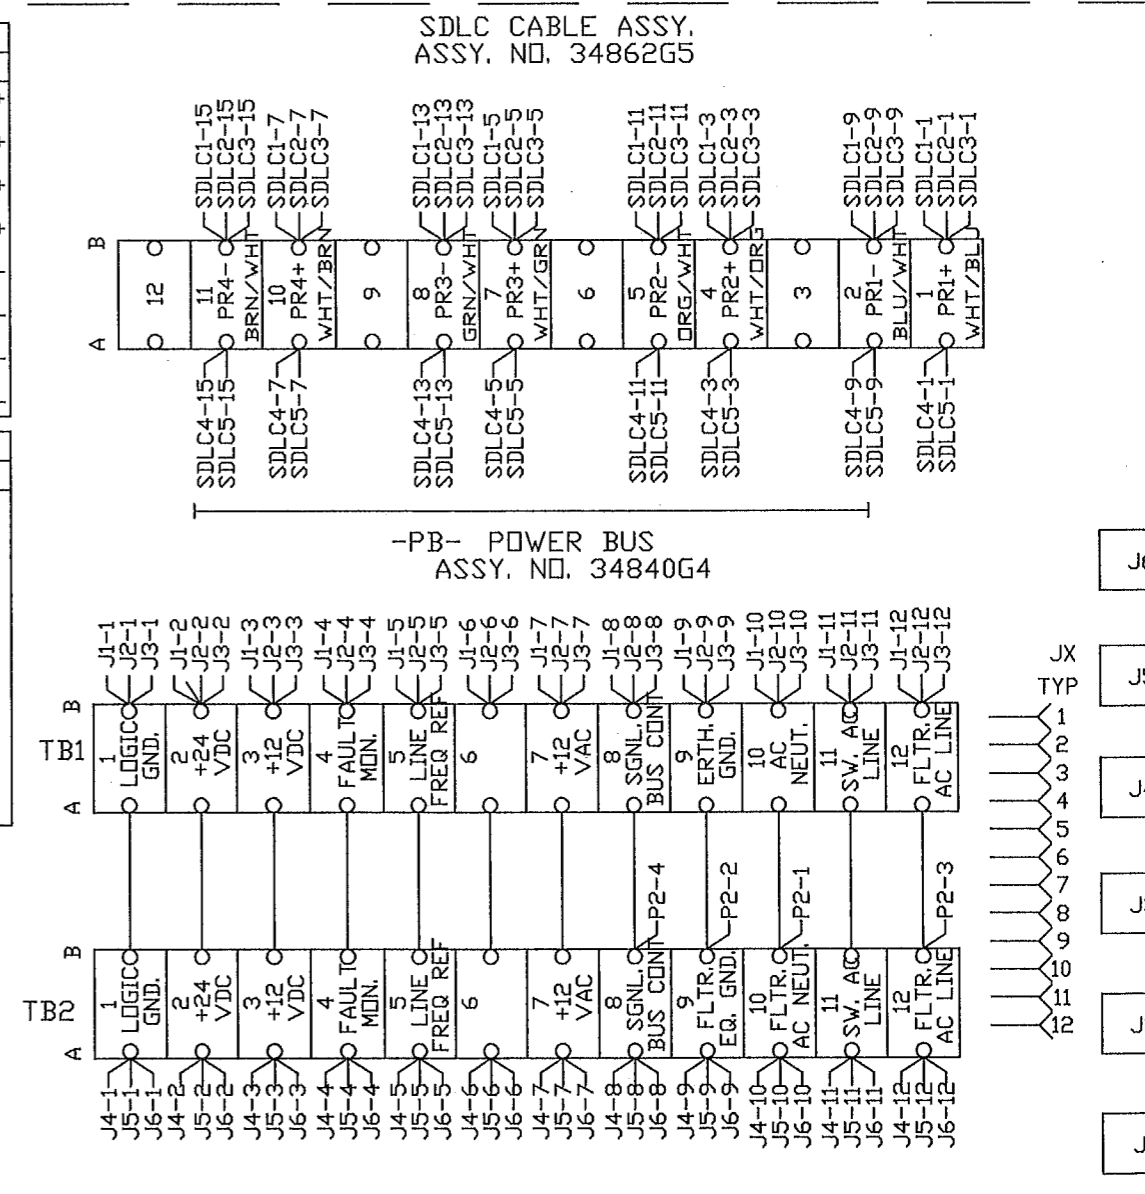 SDLC CABLE ASSY.
ASSY. NO. 34862G5
SDLC1-15
SDLC2-15
SDLC3-15
SDLC1-7
SDLC2-7
SDLC3-7
SDLC1-13
SDLC2-13
SDLC3-13
SDLC1-5
SDLC2-5
SDLC3-5
SDLC1-11
SDLC2-11
SDLC3-11
SDLC1-3
SDLC2-3
SDLC3-3
SDLC1-9
SDLC2-9
SDLC3-9
SDLC1-1
SDLC2-1
SDLC3-1
B
A
12
11
PR4-
BRN/WHT
10
PR4+
WHT/BRN
9
8
PR3-
GRN/WHT
7
PR3+
WHT/GRN
6
5
PR2-
ORG/WHT
4
PR2+
WHT/ORG
3
2
PR1-
BLU/WHT
1
PR1+
WHT/BLU
SDLC4-15
SDLC5-15
SDLC4-7
SDLC5-7
SDLC4-13
SDLC5-13
SDLC4-5
SDLC5-5
SDLC4-11
SDLC5-11
SDLC4-3
SDLC5-3
SDLC4-9
SDLC5-9
SDLC4-1
SDLC5-1
-PB- POWER BUS
ASSY. NO. 34840G4
J1-1
J2-1
J3-1
J1-2
J2-2
J3-2
J1-3
J2-3
J3-3
J1-4
J2-4
J3-4
J1-5
J2-5
J3-5
J1-6
J2-6
J3-6
J1-7
J2-7
J3-7
J1-8
J2-8
J3-8
J1-9
J2-9
J3-9
J1-10
J2-10
J3-10
J1-11
J2-11
J3-11
J1-12
J2-12
J3-12
TB1
B
A
1
LOGIC
GND.
2
+24
VDC
3
+12
VDC
4
FAULT
MON.
5
LINE
FREQ REF
6
7
+12
VAC
8
SGNL.
BUS CONT
9
ERTH.
GND.
10
AC
NEUT.
11
SW. AC
LINE
12
FLTR.
AC LINE
P2-4
P2-2
P2-1
P2-3
TB2
B
A
1
LOGIC
GND.
2
+24
VDC
3
+12
VDC
4
FAULT
MON.
5
LINE
FREQ REF
6
7
+12
VAC
8
SGNL.
BUS CONT
9
FLTR.
EQ. GND.
10
FLTR.
AC NEUT.
11
SW. AC
LINE
12
FLTR.
AC LINE
J4-1
J5-1
J6-1
J4-2
J5-2
J6-2
J4-3
J5-3
J6-3
J4-4
J5-4
J6-4
J4-5
J5-5
J6-5
J4-6
J5-6
J6-6
J4-7
J5-7
J6-7
J4-8
J5-8
J6-8
J4-9
J5-9
J6-9
J4-10
J5-10
J6-10
J4-11
J5-11
J6-11
J4-12
J5-12
J6-12
JX
TYP
1
2
3
4
5
6
7
8
9
10
11
12
J